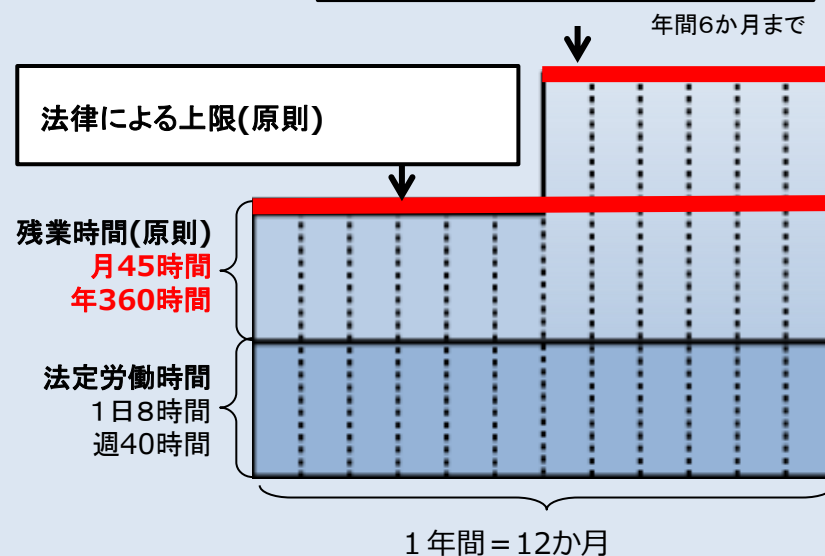 年間6か月まで
法律による上限(原則)
残業時間(原則)
月45時間
年360時間
法定労働時間
1日8時間
週40時間
1年間=12か月